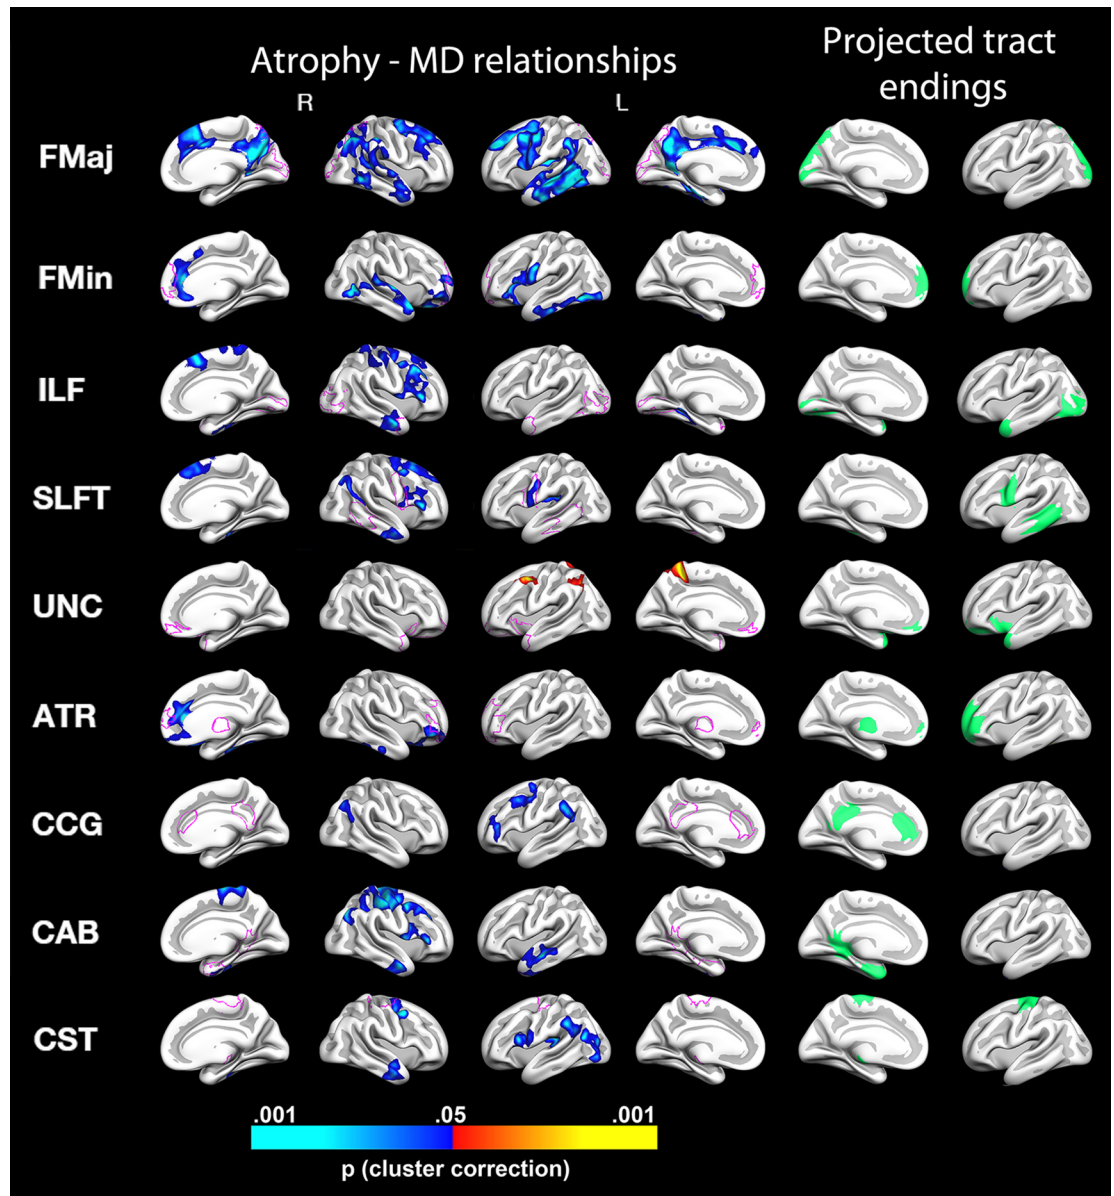 Atrophy - MD relationships
Projected tract
endings
R
L
FMaj
FMin
ILF
SLFT
UNC
ATR
CCG
CAB
CST
.001 .05 .001
p (cluster correction)